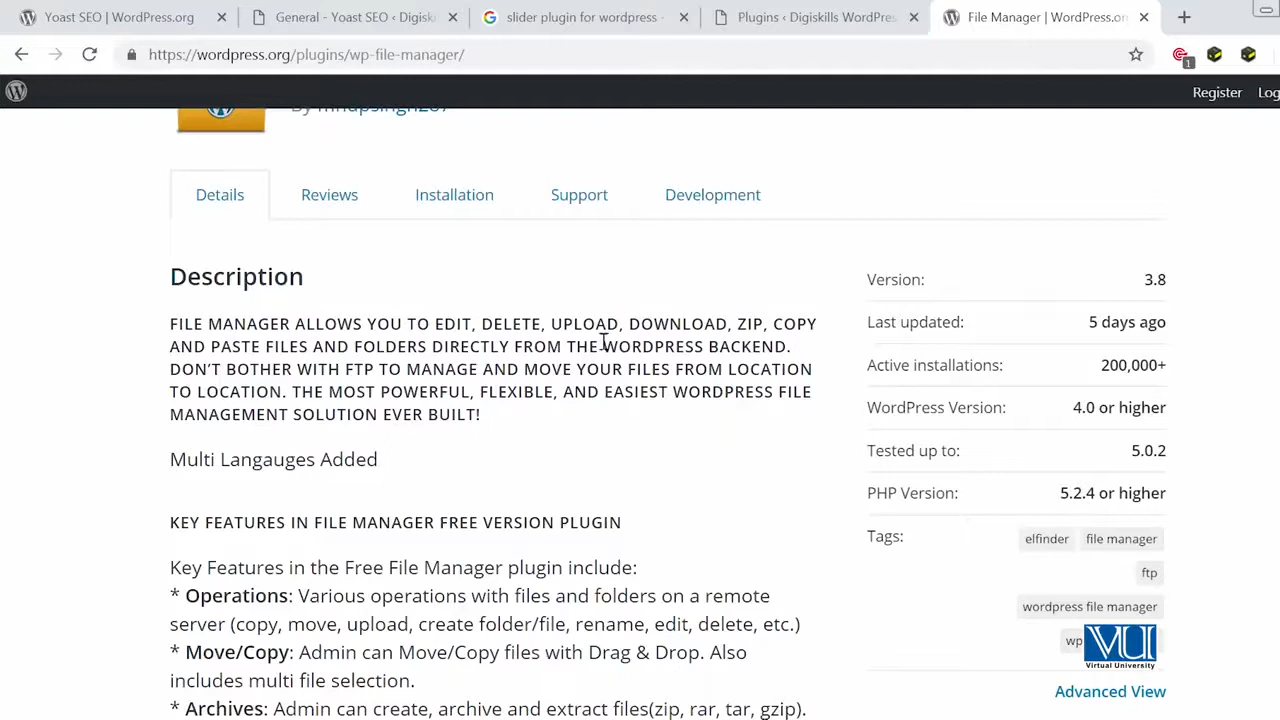 Yoast SEO | WordPress.org
General - Yoast SEO ‹ Digiski
slider plugin for wordpress -
Plugins ‹ Digiskills WordPres
File Manager | WordPress.or
https://wordpress.org/plugins/wp-file-manager/
1
Register Log
By
Details Reviews Installation Support Development
Description
FILE MANAGER ALLOWS YOU TO EDIT, DELETE, UPLOAD, DOWNLOAD, ZIP, COPY
AND PASTE FILES AND FOLDERS DIRECTLY FROM THE WORDPRESS BACKEND.
DON’T BOTHER WITH FTP TO MANAGE AND MOVE YOUR FILES FROM LOCATION
TO LOCATION. THE MOST POWERFUL, FLEXIBLE, AND EASIEST WORDPRESS FILE
MANAGEMENT SOLUTION EVER BUILT!
Multi Langauges Added
KEY FEATURES IN FILE MANAGER FREE VERSION PLUGIN
Key Features in the Free File Manager plugin include:
* Operations: Various operations with files and folders on a remote
server (copy, move, upload, create folder/file, rename, edit, delete, etc.)
* Move/Copy: Admin can Move/Copy files with Drag & Drop. Also
includes multi file selection.
* Archives: Admin can create, archive and extract files(zip, rar, tar, gzip).
Version: 3.8
Last updated: 5 days ago
Active installations: 200,000+
WordPress Version: 4.0 or higher
Tested up to: 5.0.2
PHP Version: 5.2.4 or higher
Tags: elfinder file manager
ftp
wordpress file manager
wp
VU
Virtual University
Advanced View